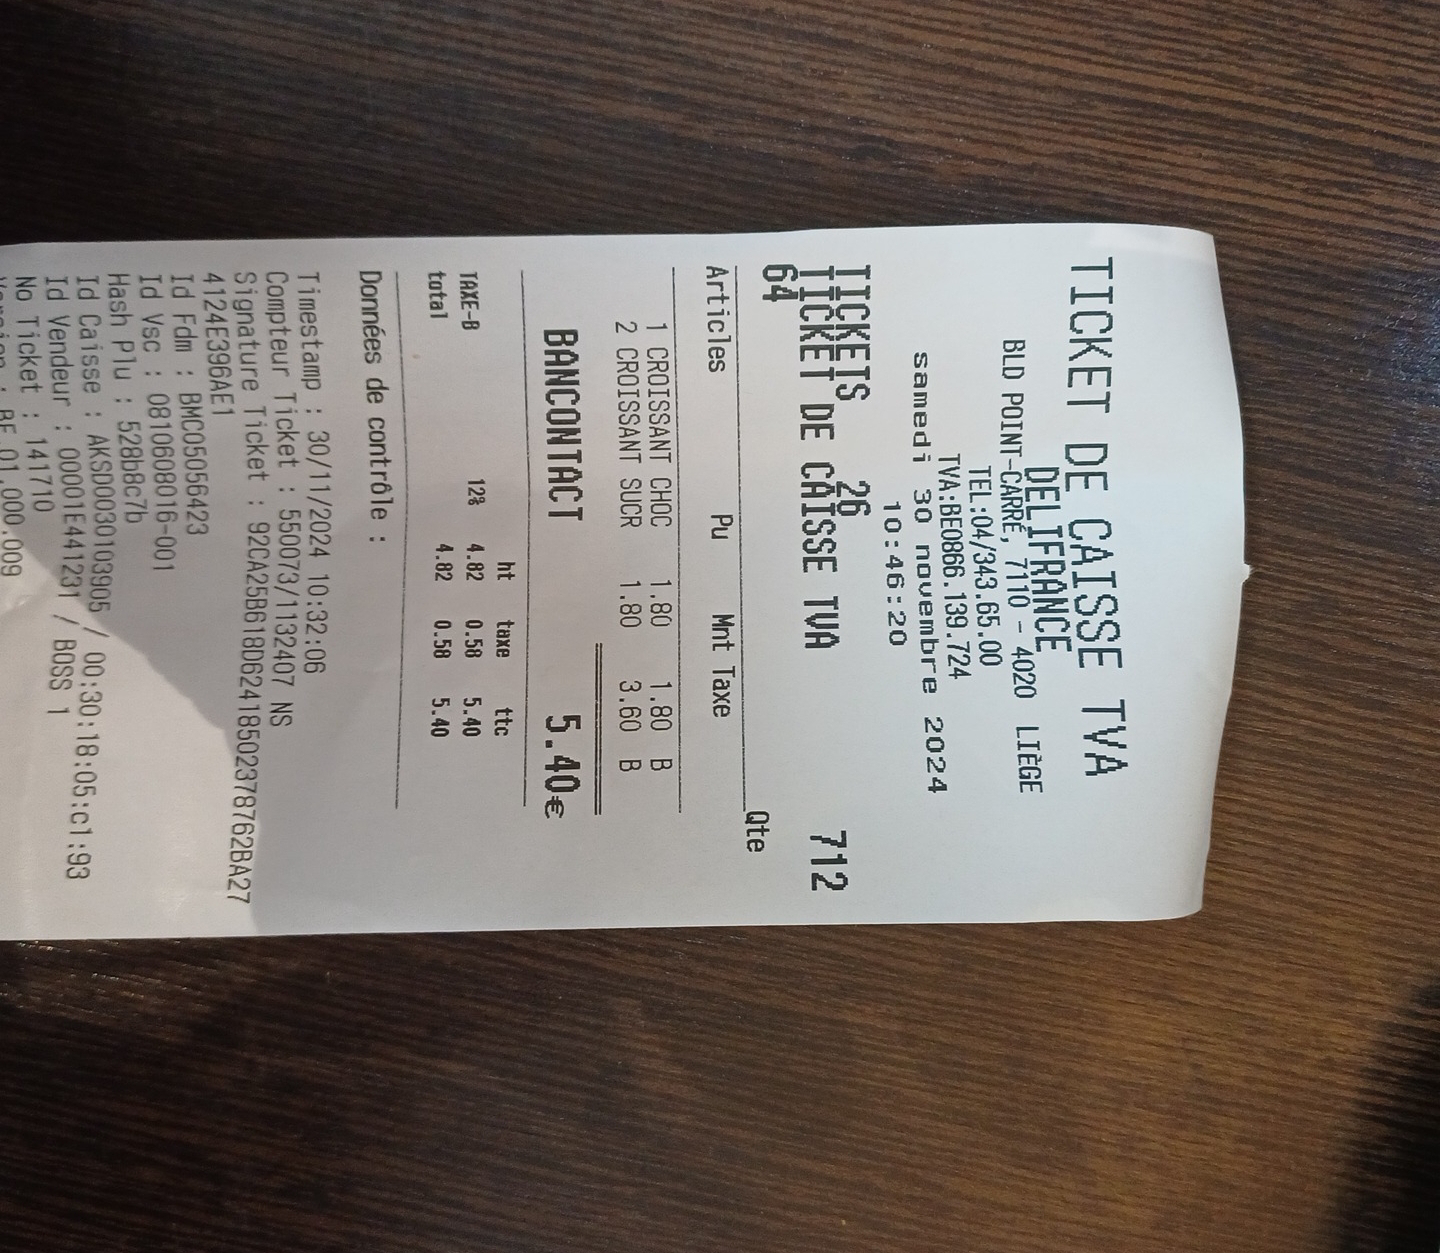 TICKET DE CAISSE TVA
DELIFRANCE
BLD POINT-CARRÉ, 7110 - 4020 LIÈGE
TEL:04/343.65.00
TVA:BE0866.139.724
samedi 30 novembre 2024
10:46:20
TICKETS 26 712
TICKET DE CAISSE TVA
64
Qte
Articles Pu Mnt Taxe
1 CROISSANT CHOC 1.80 1.80 B
2 CROISSANT SUCR 1.80 3.60 B
BANCONTACT 5.40€
ht taxe ttc
TAXE-B 12% 4.82 0.58 5.40
total 4.82 0.58 5.40
Données de contrôle :
Timestamp : 30/11/2024 10:32:06
Compteur Ticket : 550073/1132407 NS
Signature Ticket : 92CA25B618D62418502378762BA27
4124E396AE1
Id Fdm : BMC05056423
Id Vsc : 0810608016-001
Hash Plu : 528b8c7b
Id Caisse : AKSD0030103905 / 00:30:18:05:c1:93
Id Vendeur : 00001E441231 / BOSS 1
No Ticket : 141710